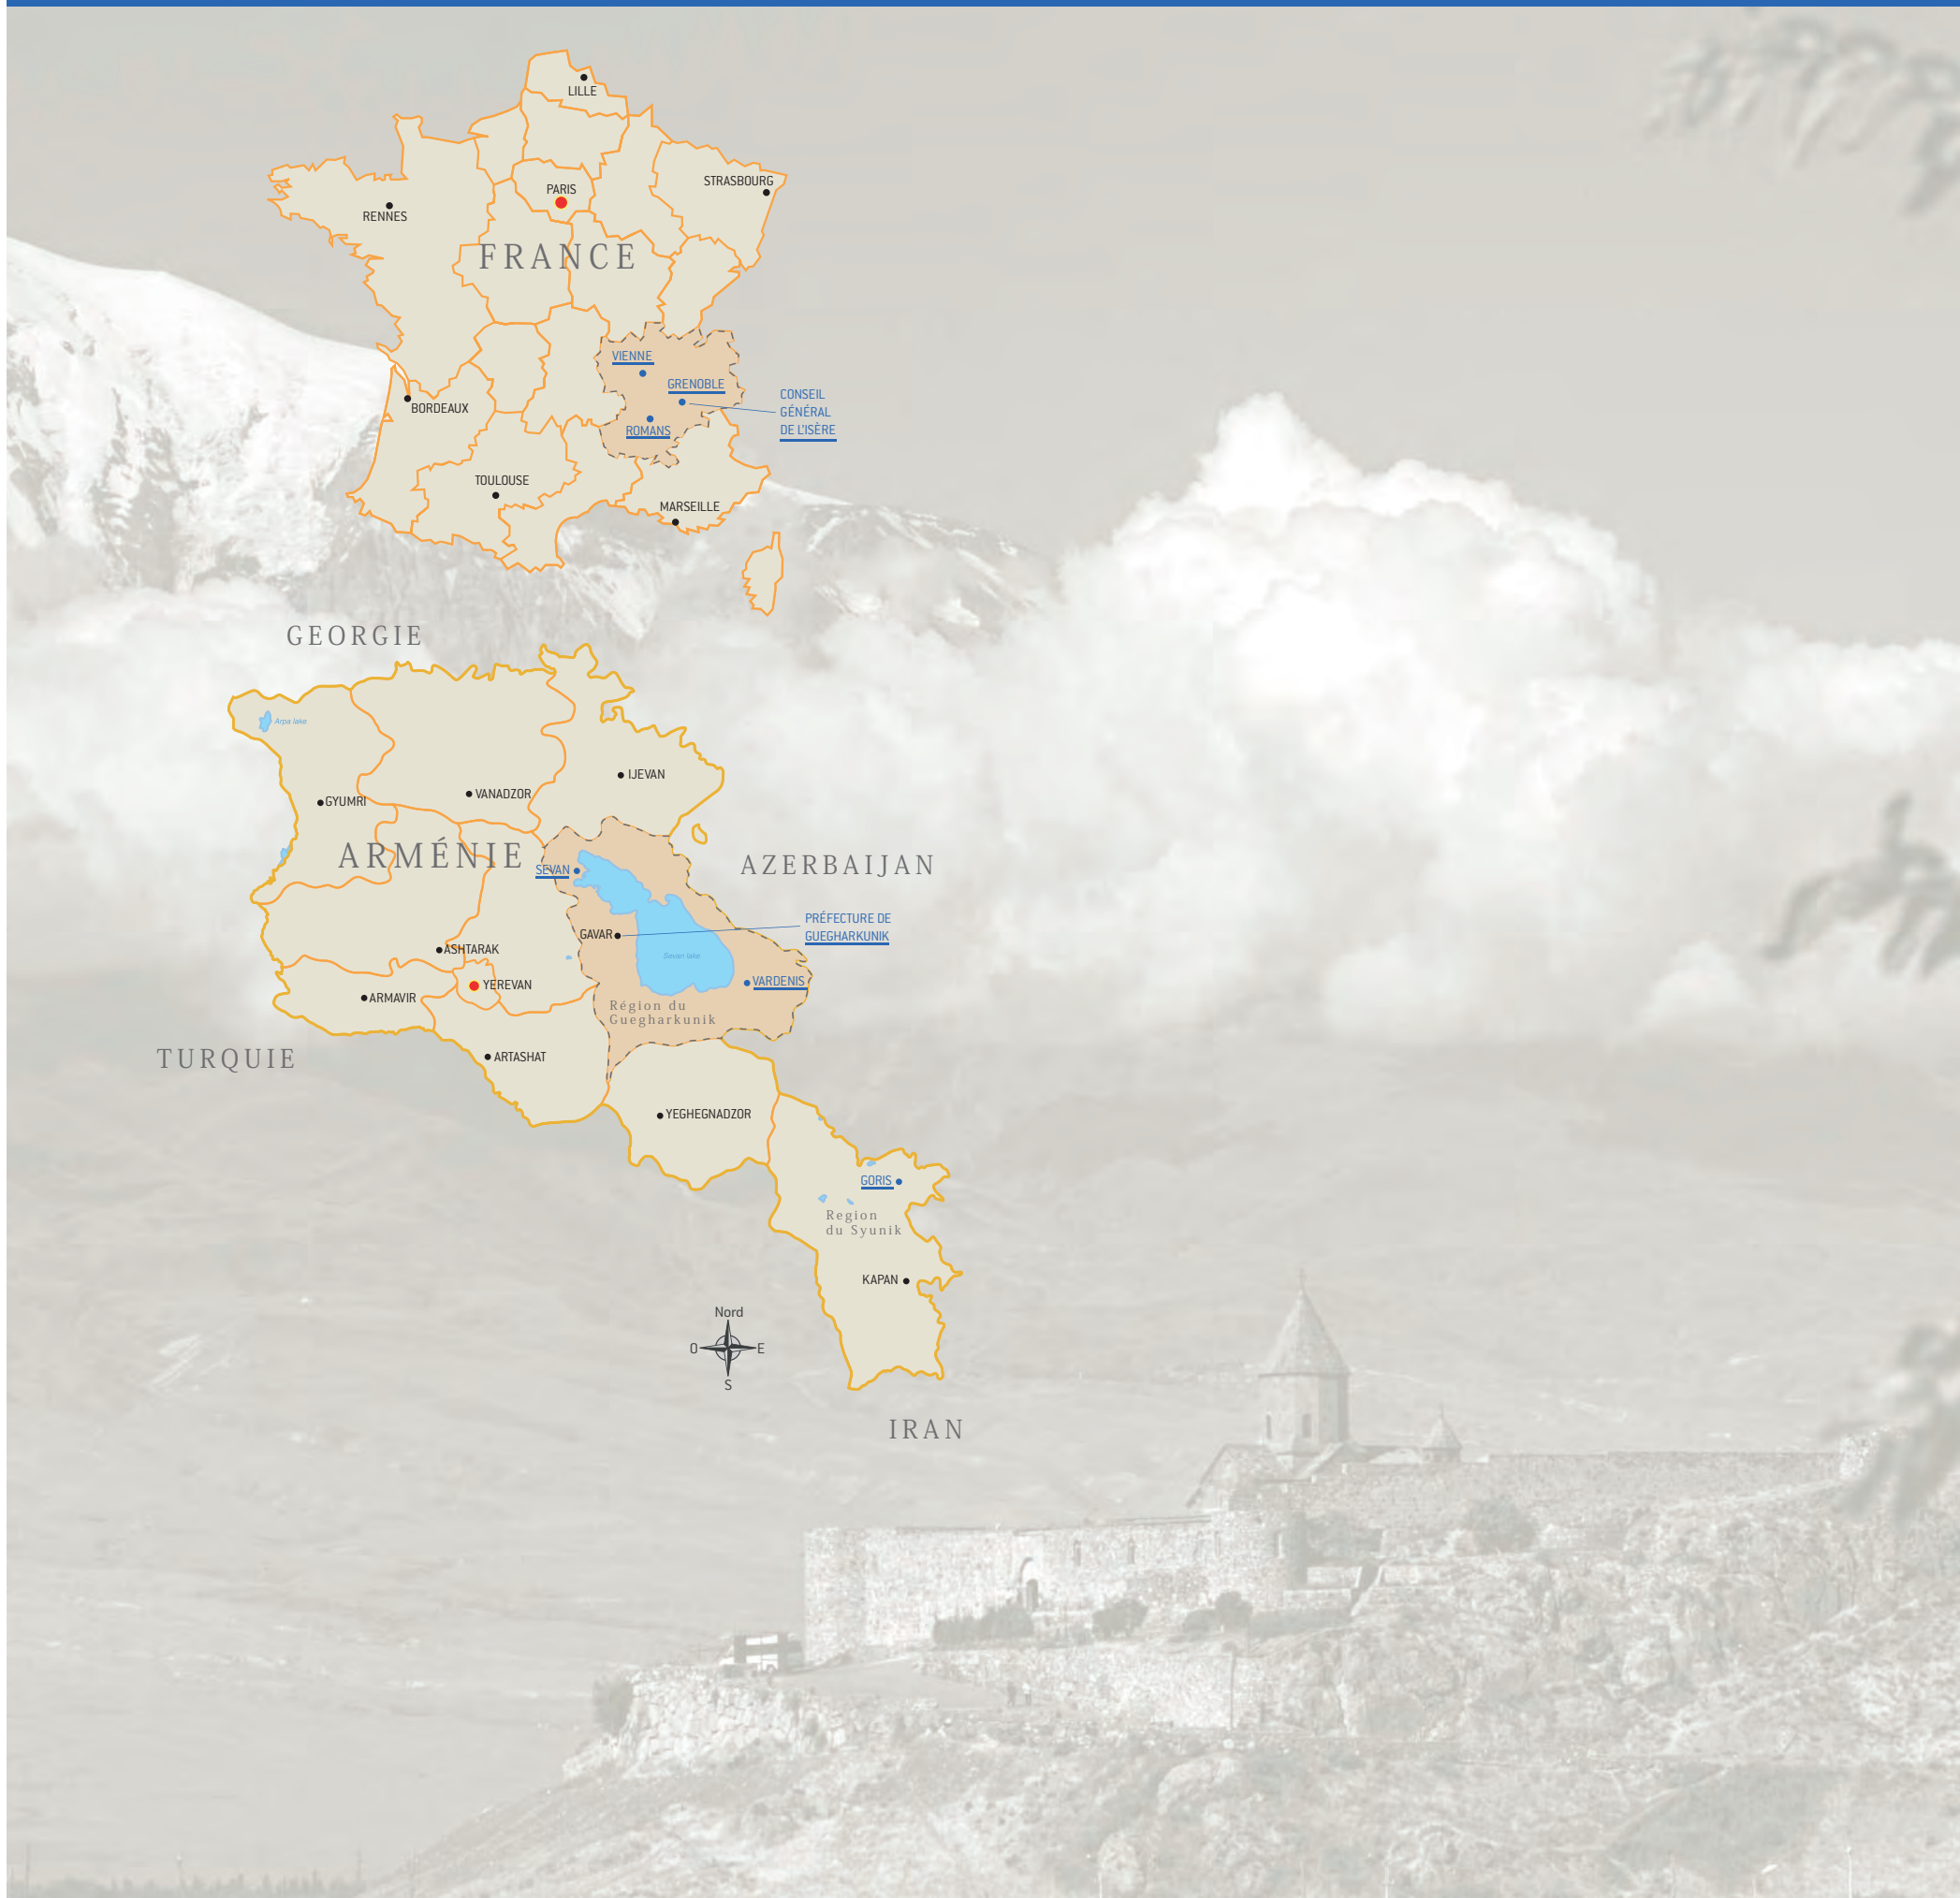 LILLE
STRASBOURG
PARIS
RENNES
FRANCE
VIENNE
GRENOBLE
CONSEIL
GÉNÉRAL
DE L'ISÈRE
BORDEAUX
ROMANS
TOULOUSE
MARSEILLE
GEORGIE
Arpa lake
IJEVAN
VANADZOR
GYUMRI
ARMÉNIE
AZERBAIJAN
SEVAN
PRÉFECTURE DE
GUEGHARKUNIK
GAVAR
ASHTARAK
Sevan lake
VARDENIS
YEREVAN
ARMAVIR
Région du
Guegharkunik
TURQUIE
ARTASHAT
YEGHEGNADZOR
GORIS
Region
du Syunik
KAPAN
Nord
O E
S
IRAN